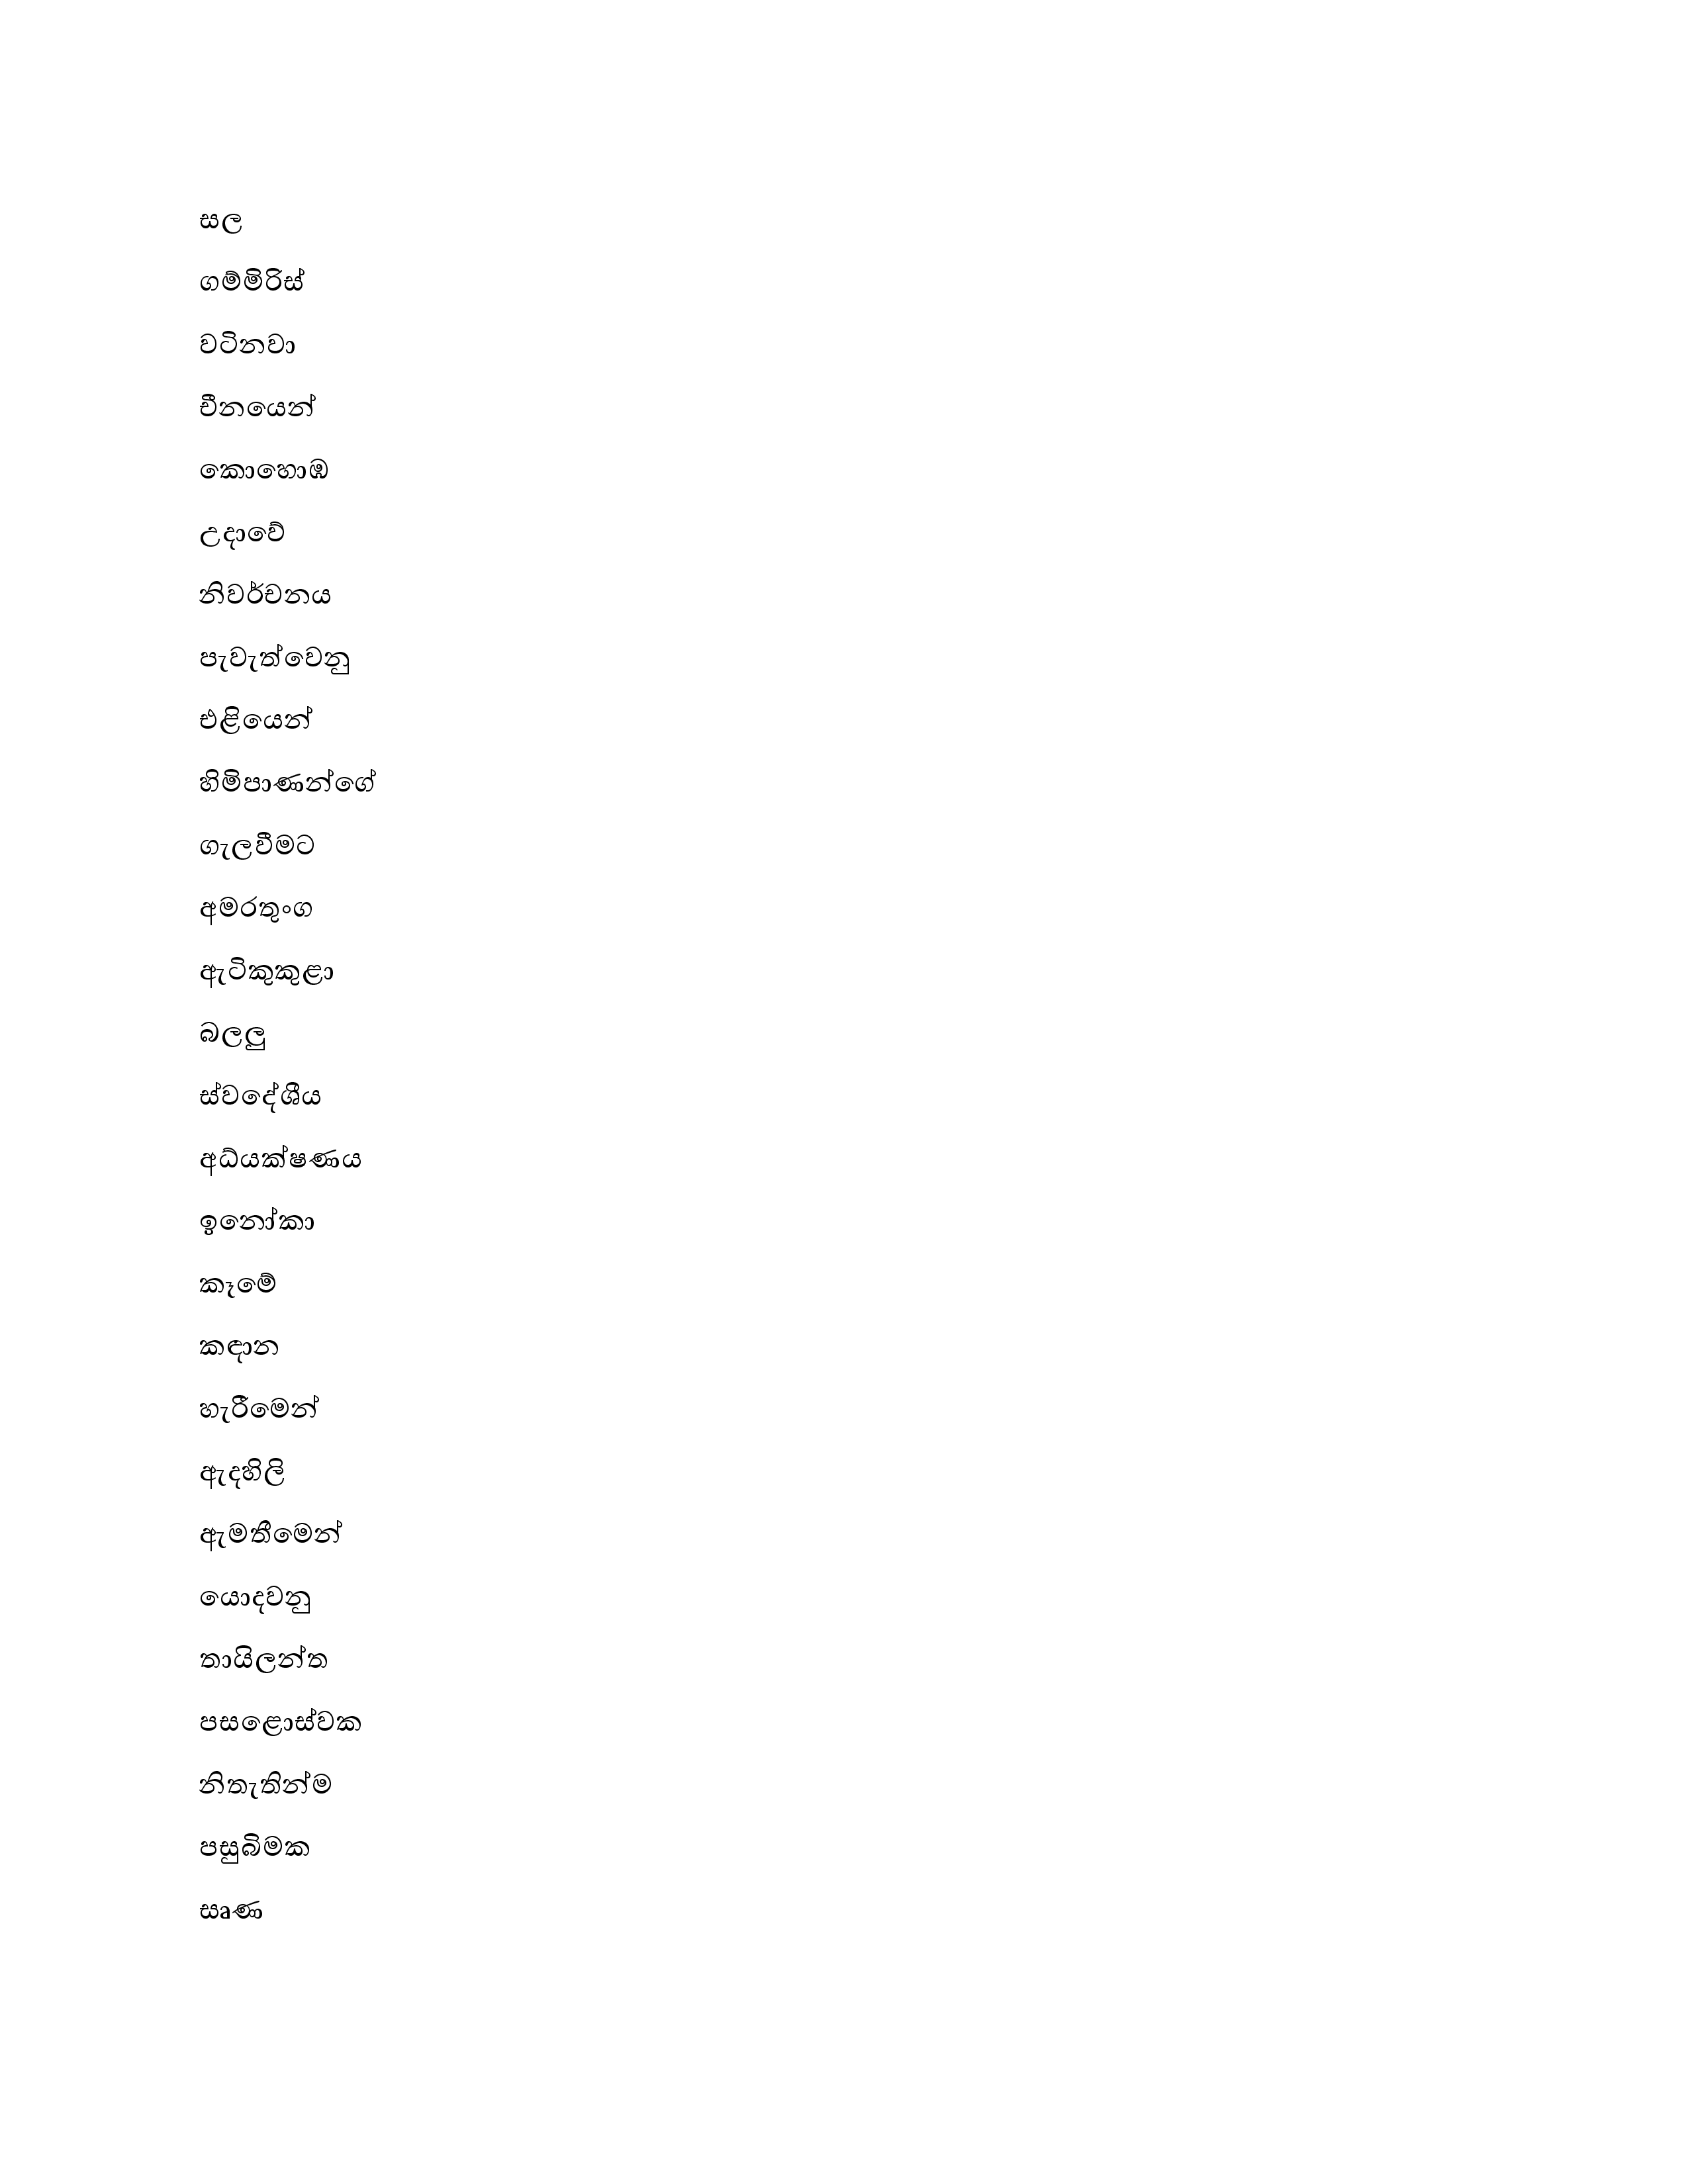 සල
ගම්මිරිස්
වටිනවා
චීනයෙන්
කොහොඹ
උදාවේ
නිවර්චනය
පැවැත්වෙනු
එළියෙන්
හිමිපාණන්ගේ
ගැලවීමට
අමරතුංග
ඇටිකුකුළා
බලලු
ස්වදේශීය
අධ්යක්ෂණය
ඉනෝකා
කෑමේ
කඳාන
හැරීමෙන්
ඇදහිලි
ඇමතීමෙන්
යොදවනු
තායිලන්ත
පසළොස්වක
නිතැතින්ම
පසුබිමක
සෘණ